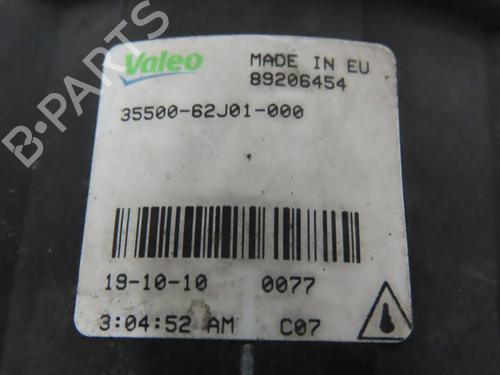 Valeo
MADE IN EU
89206454
35500-62J01-000
19-10-10 0077
3:04:52 AM C07
B-PARTS